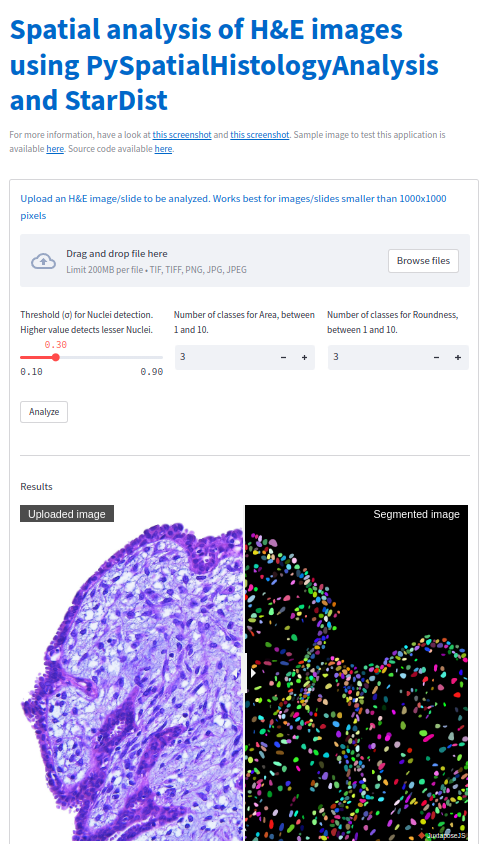 Spatial analysis of H&E images
using PySpatialHistologyAnalysis
and StarDist
For more information, have a look at this screenshot and this screenshot. Sample image to test this application is
available here. Source code available here.
Upload an H&E image/slide to be analyzed. Works best for images/slides smaller than 1000x1000
pixels
Drag and drop file here
Limit 200MB per file • TIF, TIFF, PNG, JPG, JPEG
Browse files
Threshold (σ) for Nuclei detection.
Higher value detects lesser Nuclei.
0.30
0.10 0.90
Number of classes for Area, between
1 and 10.
3 − +
Number of classes for Roundness,
between 1 and 10.
3 − +
Analyze
Results
Uploaded image
Segmented image
JuxtaposeJS